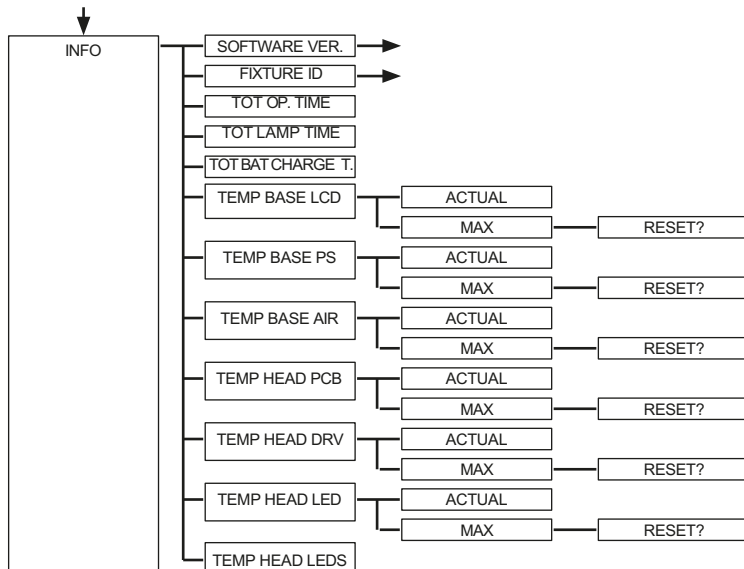 INFO
SOFTWARE VER.
FIXTURE ID
TOT OP. TIME
TOT LAMP TIME
TOT BAT CHARGE T.
TEMP BASE LCD
ACTUAL
MAX
RESET?
TEMP BASE PS
ACTUAL
MAX
RESET?
TEMP BASE AIR
ACTUAL
MAX
RESET?
TEMP HEAD PCB
ACTUAL
MAX
RESET?
TEMP HEAD DRV
ACTUAL
MAX
RESET?
TEMP HEAD LED
ACTUAL
MAX
RESET?
TEMP HEAD LEDS